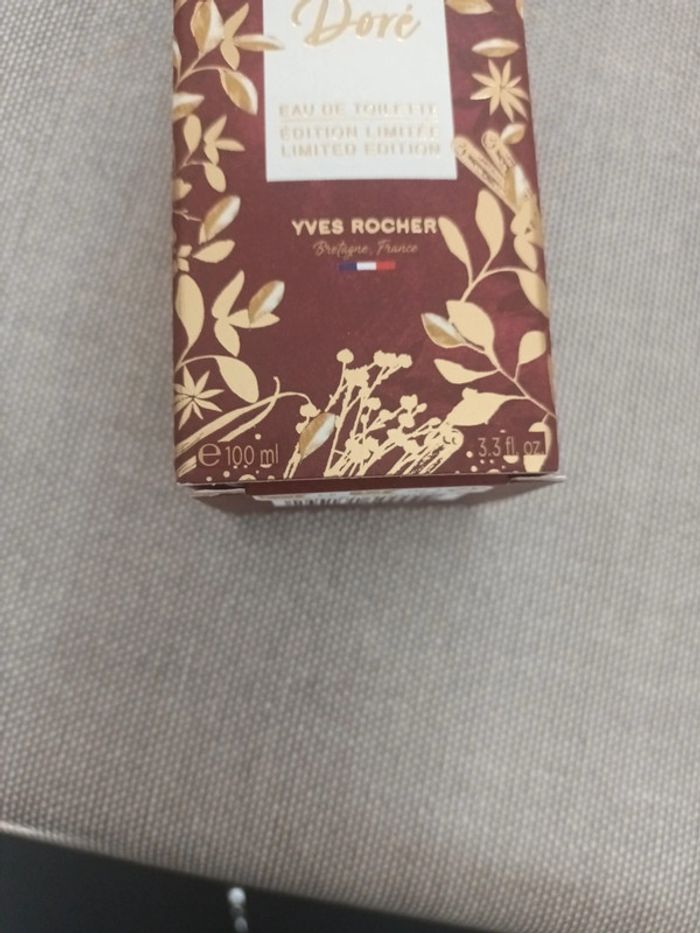 Doré
EAU DE TOILETTE
ÉDITION LIMITÉE
LIMITED EDITION
YVES ROCHER
Bretagne, France
℮ 100 ml
3.3 fl. oz.